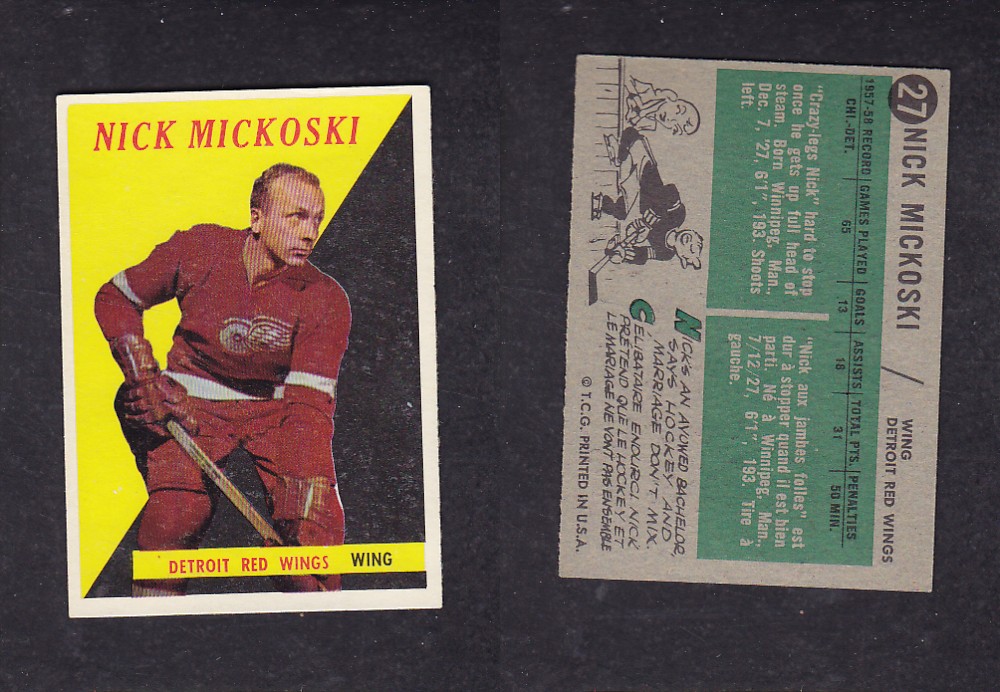 NICK MICKOSKI
DETROIT RED WINGS WING
27 NICK MICKOSKI
WING
DETROIT RED WINGS
1957-58 RECORD GAMES PLAYED GOALS ASSISTS TOTAL PTS. PENALTIES
CHI.-DET. 65 13 18 31 50 MIN.
"Crazy-legs Nick" hard to stop
once he gets up full head of
steam. Born Winnipeg, Man.,
Dec. 7, '27, 6'1", 193. Shoots
left.
"Nick aux jambes folles" est
dur à stopper quand il est bien
parti. Né à Winnipeg, Man.,
7/12/27, 6'1", 193. Tire à
gauche.
NICK'S AN AVOWED BACHELOR,
SAYS HOCKEY AND
MARRIAGE DON'T MIX.
CÉLIBATAIRE ENDURCI, NICK
PRÉTEND QUE LE HOCKEY ET
LE MARIAGE NE VONT PAS ENSEMBLE
© T.C.G. PRINTED IN U.S.A.